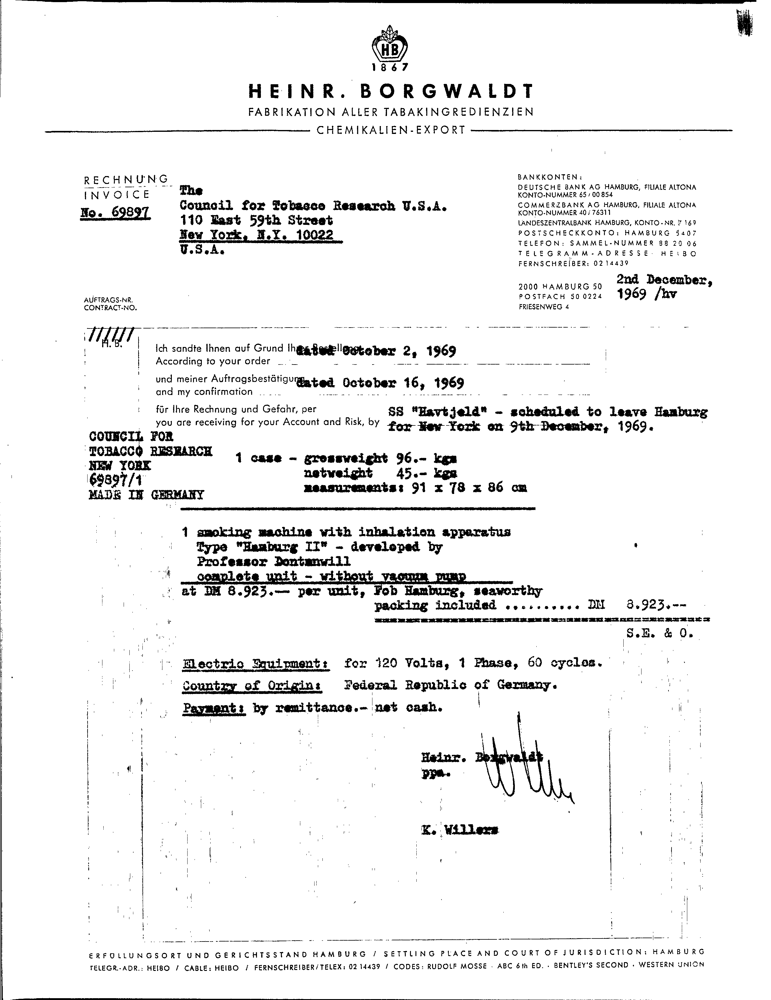 HB
1867
HEINR. BORGWALDT
FABRIKATION ALLER TABAKINGREDIENZIEN
CHEMIKALIEN-EXPORT
RECHNUNG
INVOICE
No. 69897
The
Council for Tobacco Research U.S.A.
110 East 59th Street
New York, N.Y. 10022
U.S.A.
BANKKONTEN:
DEUTSCHE BANK AG HAMBURG, FILIALE ALTONA
KONTO-NUMMER 65/00854
COMMERZBANK AG HAMBURG, FILIALE ALTONA
KONTO-NUMMER 40/76311
LANDESZENTRALBANK HAMBURG, KONTO-NR. 7 169
POSTSCHECKKONTO: HAMBURG 5407
TELEFON: SAMMEL-NUMMER 88 20 06
TELEGRAMM-ADRESSE HEIBO
FERNSCHREIBER: 02 14439
2000 HAMBURG 50
POSTFACH 50 0224
FRIESENWEG 4
2nd December,
1969 /hv
AUFTRAGS-NR.
CONTRACT-NO.
////// H.B.
Ich sandte Ihnen auf Grund dated October 2, 1969
According to your order
und meiner Auftragsbestätigung dated October 16, 1969
and my confirmation
für Ihre Rechnung und Gefahr, per SS "Havtjeld" - scheduled to leave Hamburg
you are receiving for your Account and Risk, by for New York on 9th December, 1969.
COUNCIL FOR
TOBACCO RESEARCH
NEW YORK
69897/1
MADE IN GERMANY
1 case - grossweight 96.- kgs
netweight 45.- kgs
measurements: 91 x 78 x 86 cm
1 smoking machine with inhalation apparatus
Type "Hamburg II" - developed by
Professor Dontenwill
complete unit - without vacuum pump
at DM 8.923.-- per unit, Fob Hamburg, seaworthy
packing included .......... DM 8.923.--
S.E. & O.
Electric Equipment: for 120 Volts, 1 Phase, 60 cycles.
Country of Origin: Federal Republic of Germany.
Payment: by remittance.- net cash.
Heinr. Borgwaldt
ppa.
K. Willers
ERFÜLLUNGSORT UND GERICHTSSTAND HAMBURG / SETTLING PLACE AND COURT OF JURISDICTION: HAMBURG
TELEGR.-ADR.: HEIBO / CABLE: HEIBO / FERNSCHREIBER/TELEX: 02 14439 / CODES: RUDOLF MOSSE - ABC 6th ED. - BENTLEY'S SECOND - WESTERN UNION